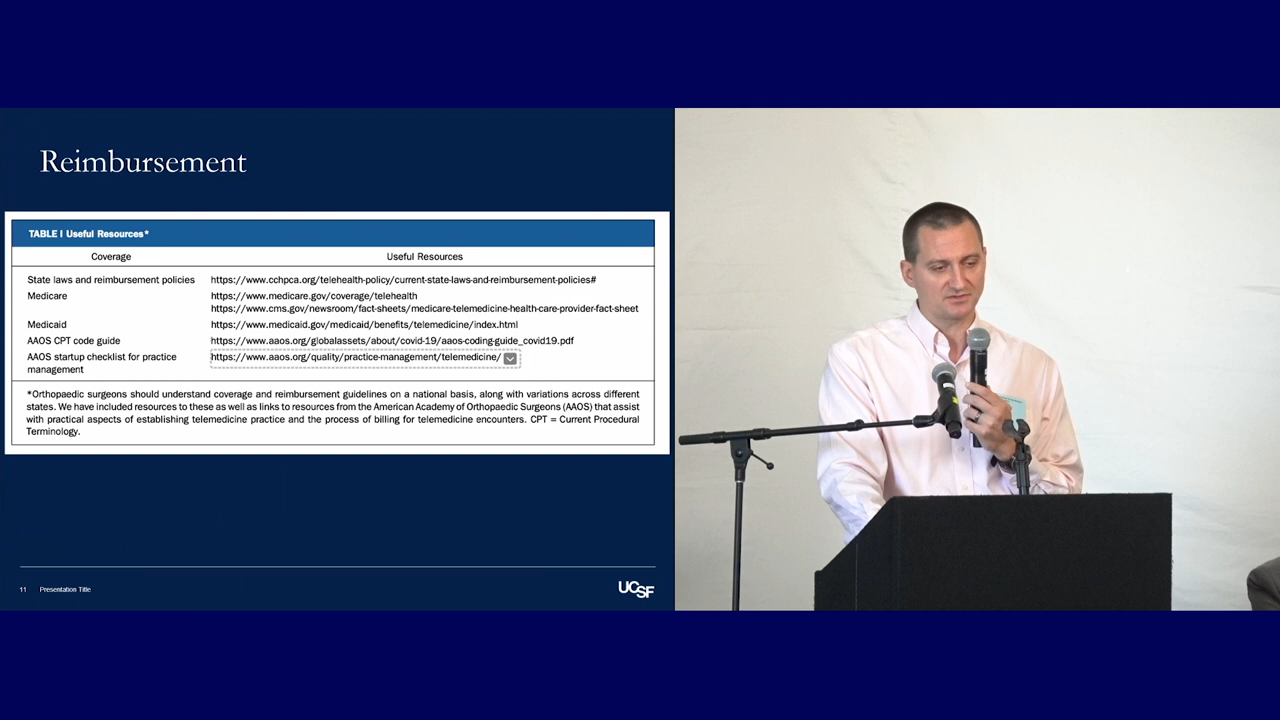 Reimbursement
TABLE I Useful Resources*
Coverage Useful Resources
State laws and reimbursement policies https://www.cchpca.org/telehealth-policy/current-state-laws-and-reimbursement-policies#
Medicare https://www.medicare.gov/coverage/telehealth
https://www.cms.gov/newsroom/fact-sheets/medicare-telemedicine-health-care-provider-fact-sheet
Medicaid https://www.medicaid.gov/medicaid/benefits/telemedicine/index.html
AAOS CPT code guide https://www.aaos.org/globalassets/about/covid-19/aaos-coding-guide_covid19.pdf
AAOS startup checklist for practice https://www.aaos.org/quality/practice-management/telemedicine/
management
*Orthopaedic surgeons should understand coverage and reimbursement guidelines on a national basis, along with variations across different
states. We have included resources to these as well as links to resources from the American Academy of Orthopaedic Surgeons (AAOS) that assist
with practical aspects of establishing telemedicine practice and the process of billing for telemedicine encounters. CPT = Current Procedural
Terminology.
11 Presentation Title
UCSF